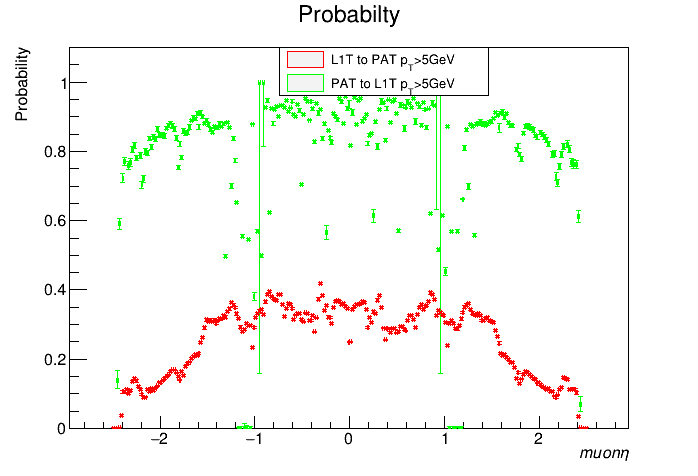 Probabilty
Probability
L1T to PAT p_T>5GeV
PAT to L1T p_T>5GeV
1
0.8
0.6
0.4
0.2
0
−2
−1
0
1
2
muonη